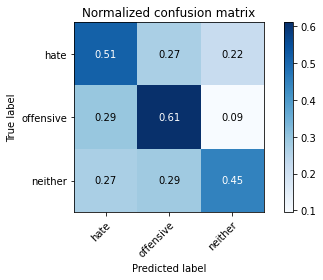 Normalized confusion matrix
True label
hate 0.51 0.27 0.22
offensive 0.29 0.61 0.09
neither 0.27 0.29 0.45
hate offensive neither
Predicted label
0.6
0.5
0.4
0.3
0.2
0.1